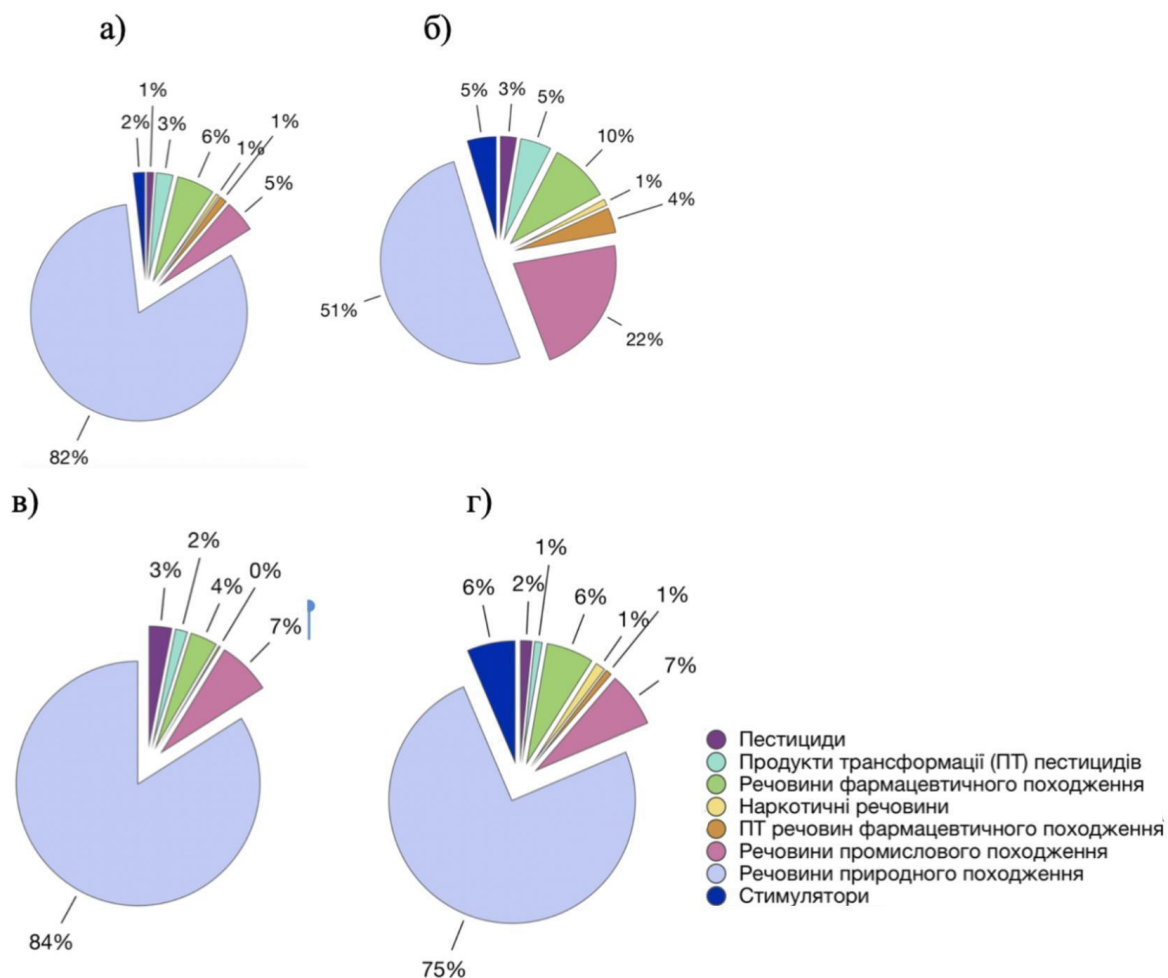 а)
б)
1%
2%
3%
6%
1%
1%
5%
82%
5%
3%
5%
10%
1%
4%
22%
51%
в)
г)
3%
2%
4%
0%
7%
84%
6%
2%
1%
6%
1%
1%
7%
75%
Пестициди
Продукти трансформації (ПТ) пестицидів
Речовини фармацевтичного походження
Наркотичні речовини
ПТ речовин фармацевтичного походження
Речовини промислового походження
Речовини природного походження
Стимулятори